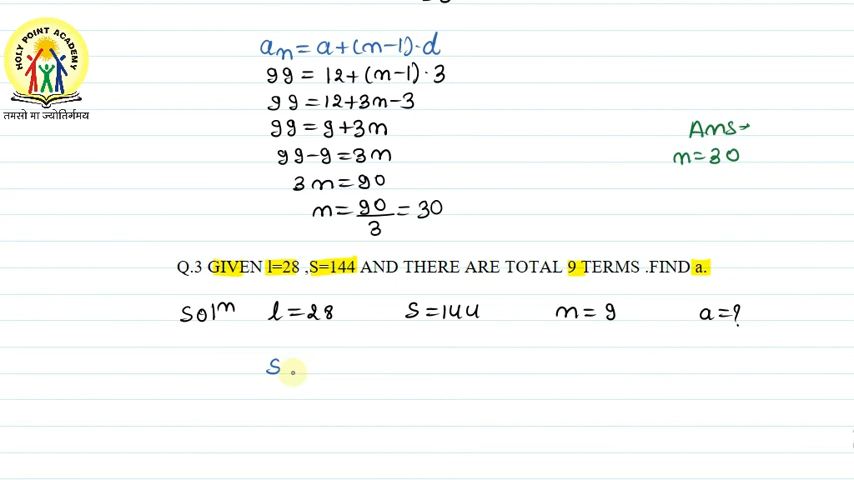 HOLY POINT ACADEMY
तमसो मा ज्योतिर्गमय
an = a+(n-1)·d
99 = 12+(n-1)·3
99 = 12+3n-3
99 = 9+3n
99-9=3n
3n=90
n= 90/3 = 30
Ans→
n=30
Q.3 GIVEN l=28 ,S=144 AND THERE ARE TOTAL 9 TERMS .FIND a.
Soln l=28 S=144 n=9 a=?
S